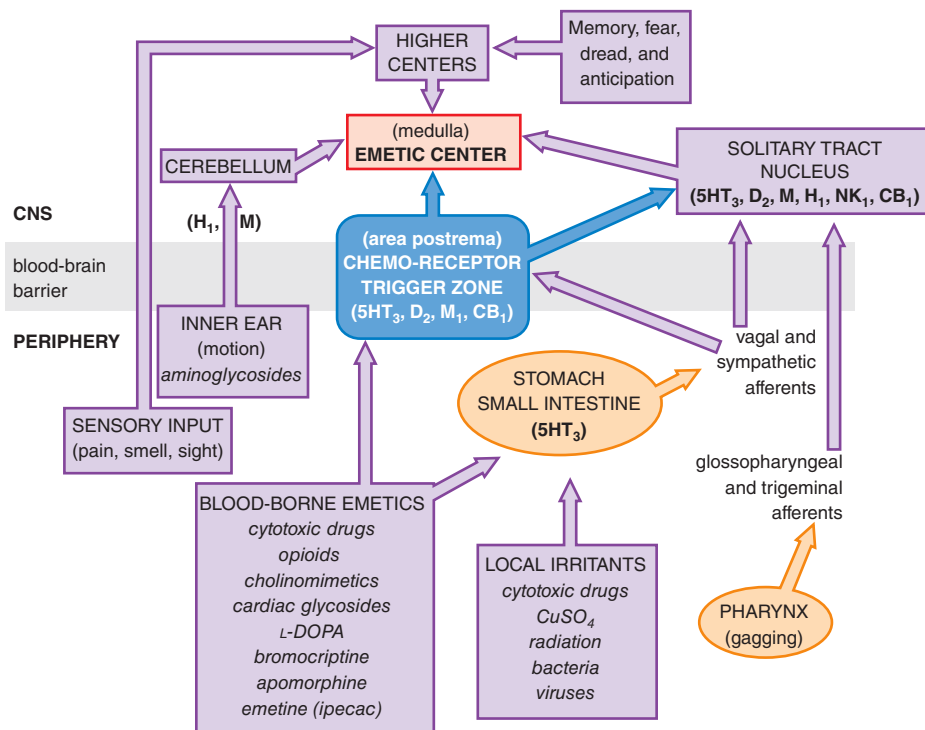 HIGHER
CENTERS
Memory, fear,
dread, and
anticipation
(medulla)
EMETIC CENTER
CEREBELLUM
SOLITARY TRACT
NUCLEUS
(5HT₃, D₂, M, H₁, NK₁, CB₁)
CNS
(H₁, M)
(area postrema)
CHEMO-RECEPTOR
TRIGGER ZONE
(5HT₃, D₂, M₁, CB₁)
blood-brain
barrier
PERIPHERY
INNER EAR
(motion)
aminoglycosides
vagal and
sympathetic
afferents
STOMACH
SMALL INTESTINE
(5HT₃)
SENSORY INPUT
(pain, smell, sight)
glossopharyngeal
and trigeminal
afferents
BLOOD-BORNE EMETICS
cytotoxic drugs
opioids
cholinomimetics
cardiac glycosides
L-DOPA
bromocriptine
apomorphine
emetine (ipecac)
LOCAL IRRITANTS
cytotoxic drugs
CuSO₄
radiation
bacteria
viruses
PHARYNX
(gagging)